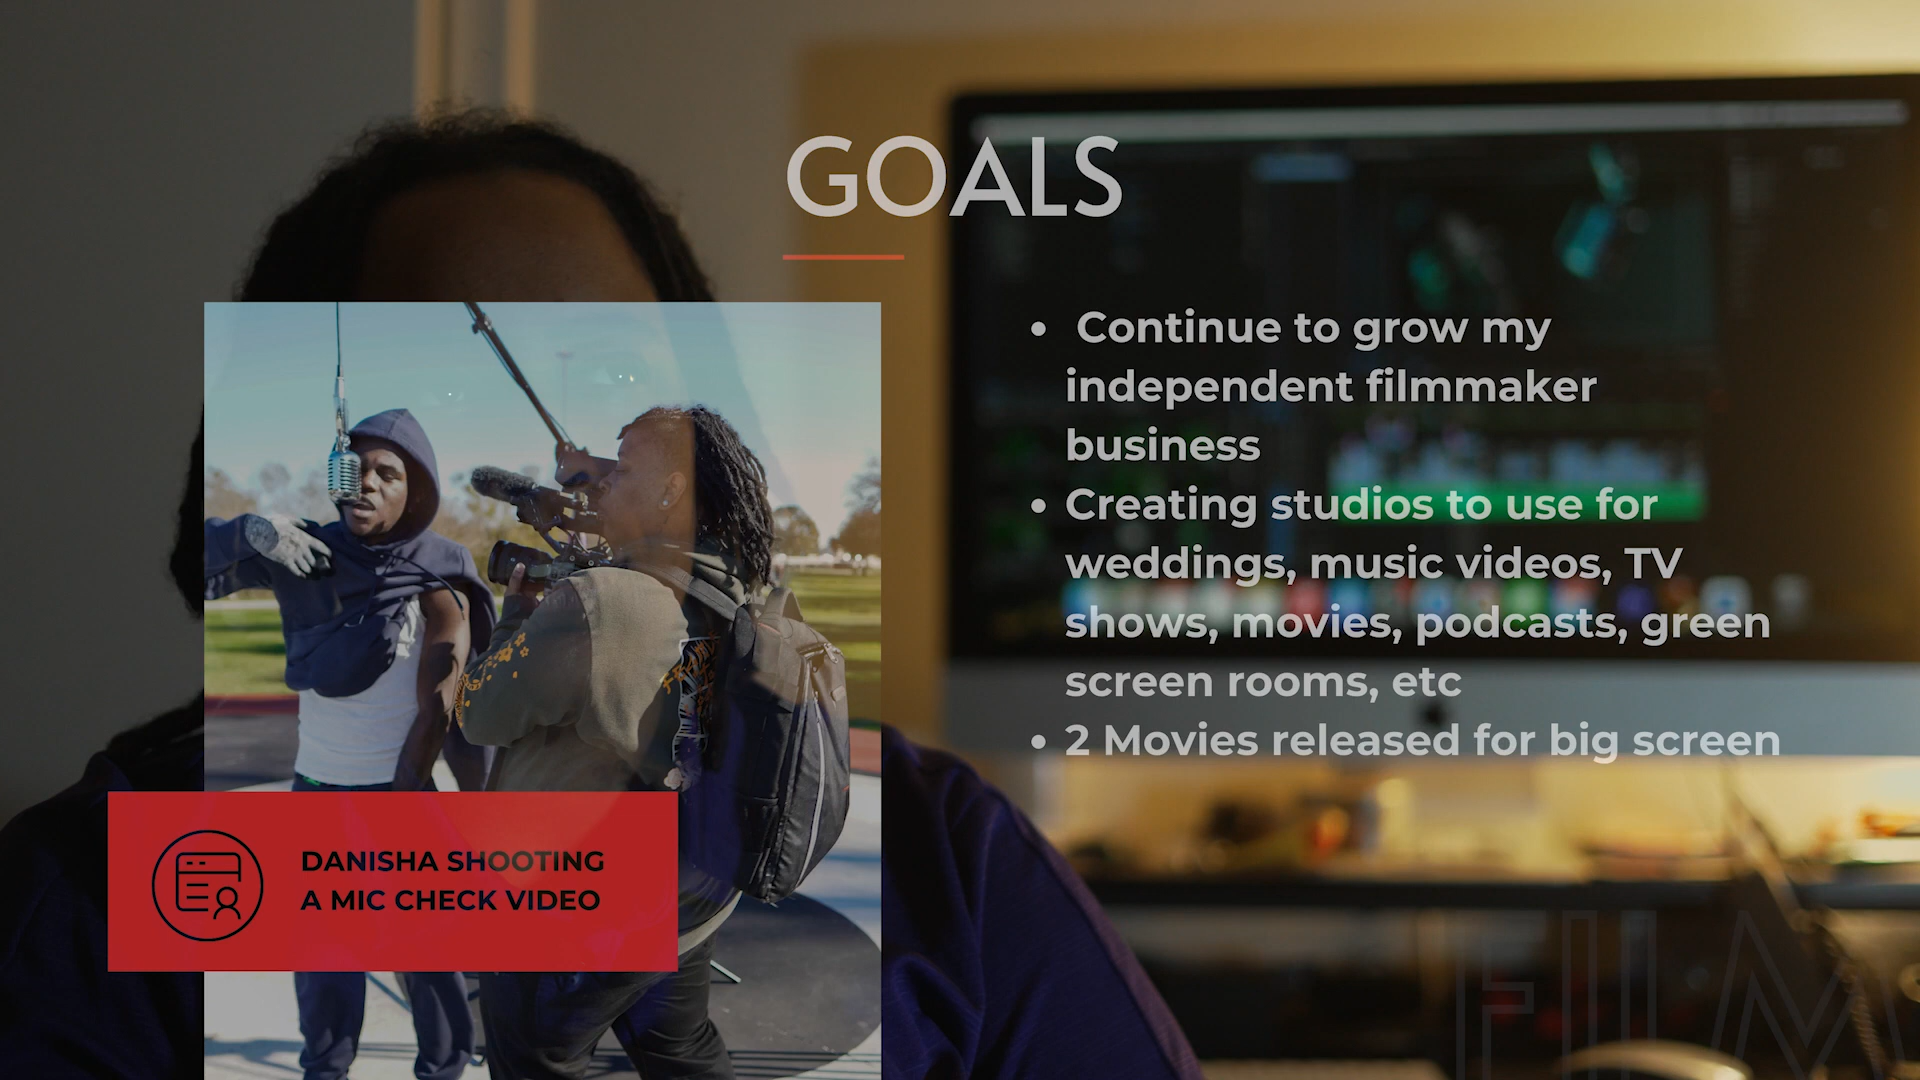 GOALS
• Continue to grow my
independent filmmaker
business
• Creating studios to use for
weddings, music videos, TV
shows, movies, podcasts, green
screen rooms, etc
• 2 Movies released for big screen
DANISHA SHOOTING
A MIC CHECK VIDEO
FILM